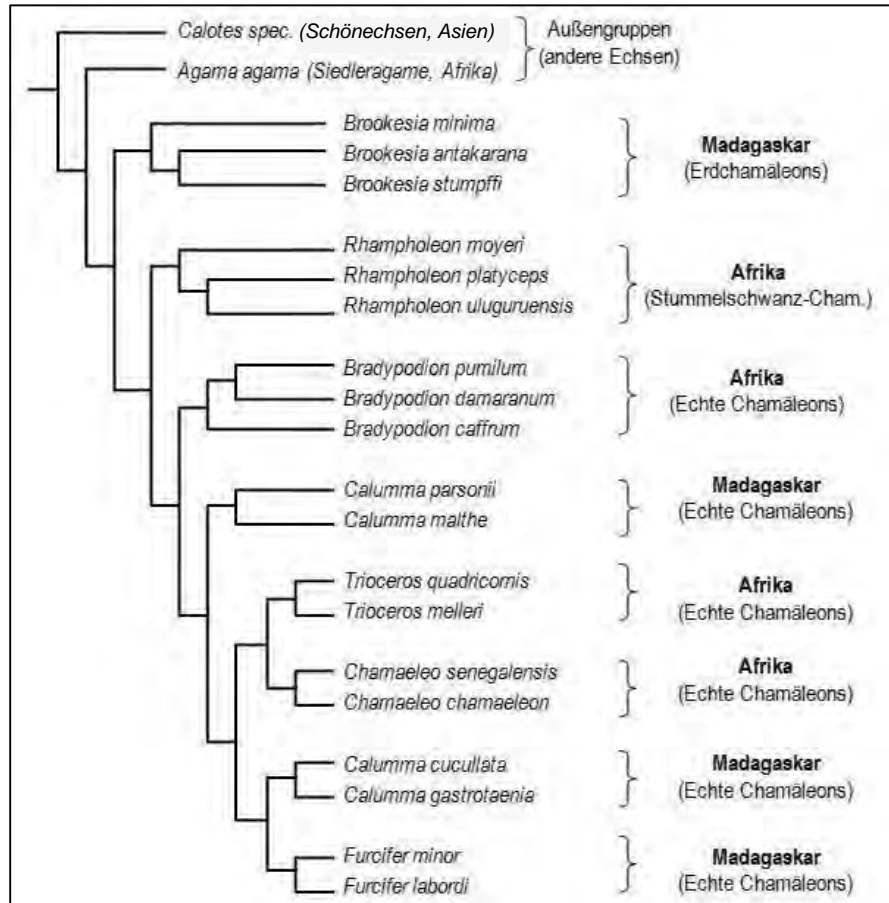 Calotes spec. (Schönechsen, Asien)
Agama agama (Siedleragame, Afrika)
Außengruppen
(andere Echsen)
Brookesia minima
Brookesia antakarana
Brookesia stumpffi
Madagaskar
(Erdchamäleons)
Rhampholeon moyeri
Rhampholeon platyceps
Rhampholeon uluguruensis
Afrika
(Stummelschwanz-Cham.)
Bradypodion pumilum
Bradypodion damaranum
Bradypodion caffrum
Afrika
(Echte Chamäleons)
Calumma parsonii
Calumma malthe
Madagaskar
(Echte Chamäleons)
Trioceros quadricornis
Trioceros melleri
Afrika
(Echte Chamäleons)
Chamaeleo senegalensis
Chamaeleo chamaeleon
Afrika
(Echte Chamäleons)
Calumma cucullata
Calumma gastrotaenia
Madagaskar
(Echte Chamäleons)
Furcifer minor
Furcifer labordi
Madagaskar
(Echte Chamäleons)